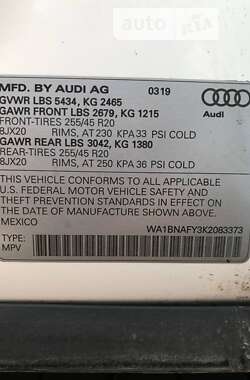 MFD. BY AUDI AG 0319
GVWR LBS 5434, KG 2465
GAWR FRONT LBS 2679, KG 1215
FRONT-TIRES 255/45 R20
8JX20 RIMS, AT 230 KPA 33 PSI COLD
GAWR REAR LBS 3042, KG 1380
REAR-TIRES 255/45 R20
8JX20 RIMS, AT 250 KPA 36 PSI COLD
Audi
THIS VEHICLE CONFORMS TO ALL APPLICABLE
U.S. FEDERAL MOTOR VEHICLE SAFETY, BUMPER AND
THEFT PREVENTION STANDARDS IN EFFECT ON THE
DATE OF MANUFACTURE SHOWN ABOVE.
MEXICO
WA1BNAFY3K2083373
TYPE:
MPV